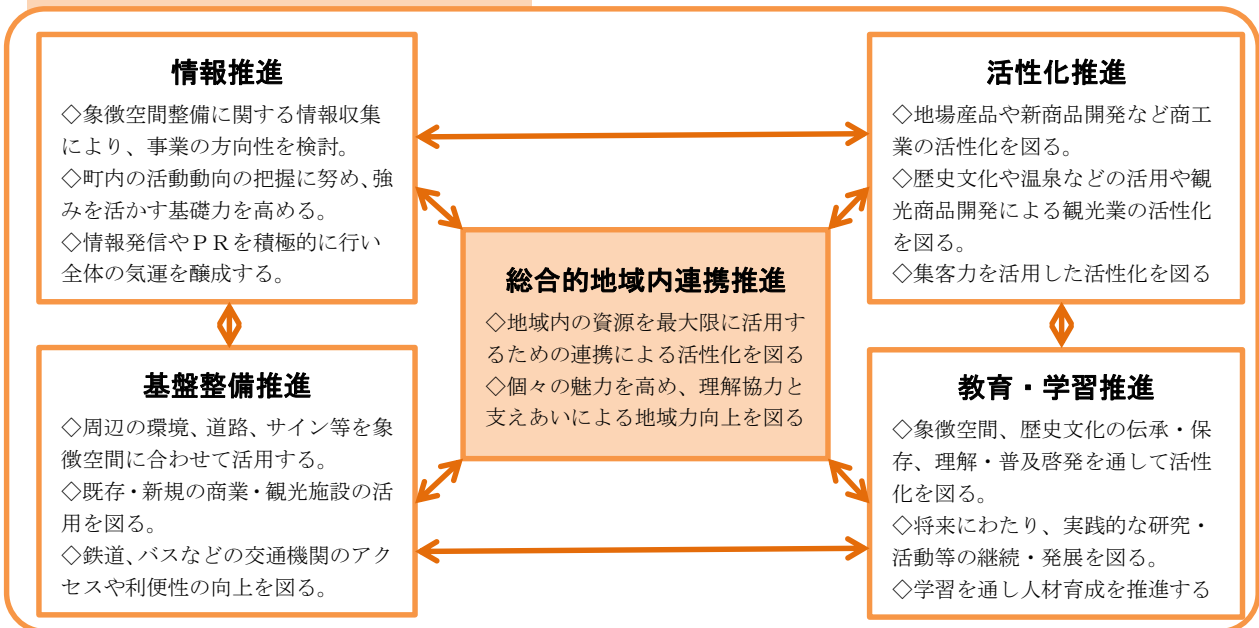 情報推進
◇象徴空間整備に関する情報収集
により、事業の方向性を検討。
◇町内の活動動向の把握に努め、強
みを活かす基礎力を高める。
◇情報発信やＰＲを積極的に行い
全体の気運を醸成する。
活性化推進
◇地場産品や新商品開発など商工
業の活性化を図る。
◇歴史文化や温泉などの活用や観
光商品開発による観光業の活性化
を図る。
◇集客力を活用した活性化を図る
総合的地域内連携推進
◇地域内の資源を最大限に活用す
るための連携による活性化を図る
◇個々の魅力を高め、理解協力と
支えあいによる地域力向上を図る
基盤整備推進
◇周辺の環境、道路、サイン等を象
徴空間に合わせて活用する。
◇既存・新規の商業・観光施設の活
用を図る。
◇鉄道、バスなどの交通機関のアク
セスや利便性の向上を図る。
教育・学習推進
◇象徴空間、歴史文化の伝承・保
存、理解・普及啓発を通して活性
化を図る。
◇将来にわたり、実践的な研究・
活動等の継続・発展を図る。
◇学習を通し人材育成を推進する